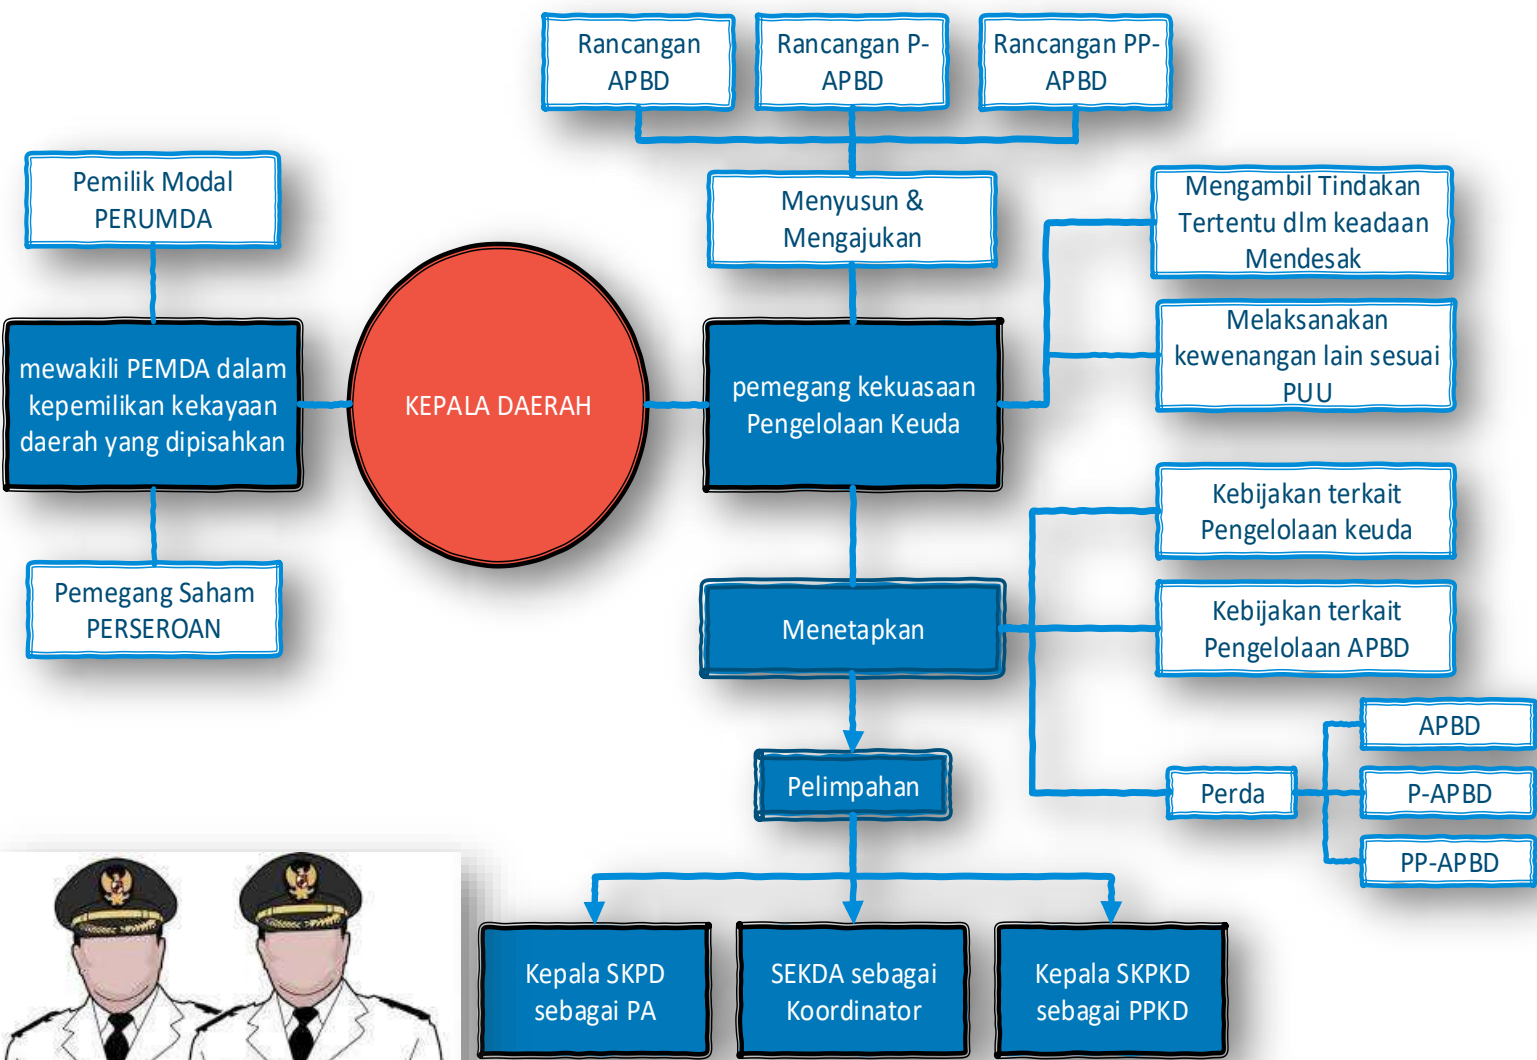 Rancangan
APBD
Rancangan P-
APBD
Rancangan PP-
APBD
Pemilik Modal
PERUMDA
Menyusun &
Mengajukan
Mengambil Tindakan
Tertentu dlm keadaan
Mendesak
Melaksanakan
kewenangan lain sesuai
PUU
mewakili PEMDA dalam
kepemilikan kekayaan
daerah yang dipisahkan
KEPALA DAERAH
pemegang kekuasaan
Pengelolaan Keuda
Kebijakan terkait
Pengelolaan keuda
Pemegang Saham
PERSEROAN
Menetapkan
Kebijakan terkait
Pengelolaan APBD
APBD
Pelimpahan
Perda
P-APBD
PP-APBD
Kepala SKPD
sebagai PA
SEKDA sebagai
Koordinator
Kepala SKPKD
sebagai PPKD